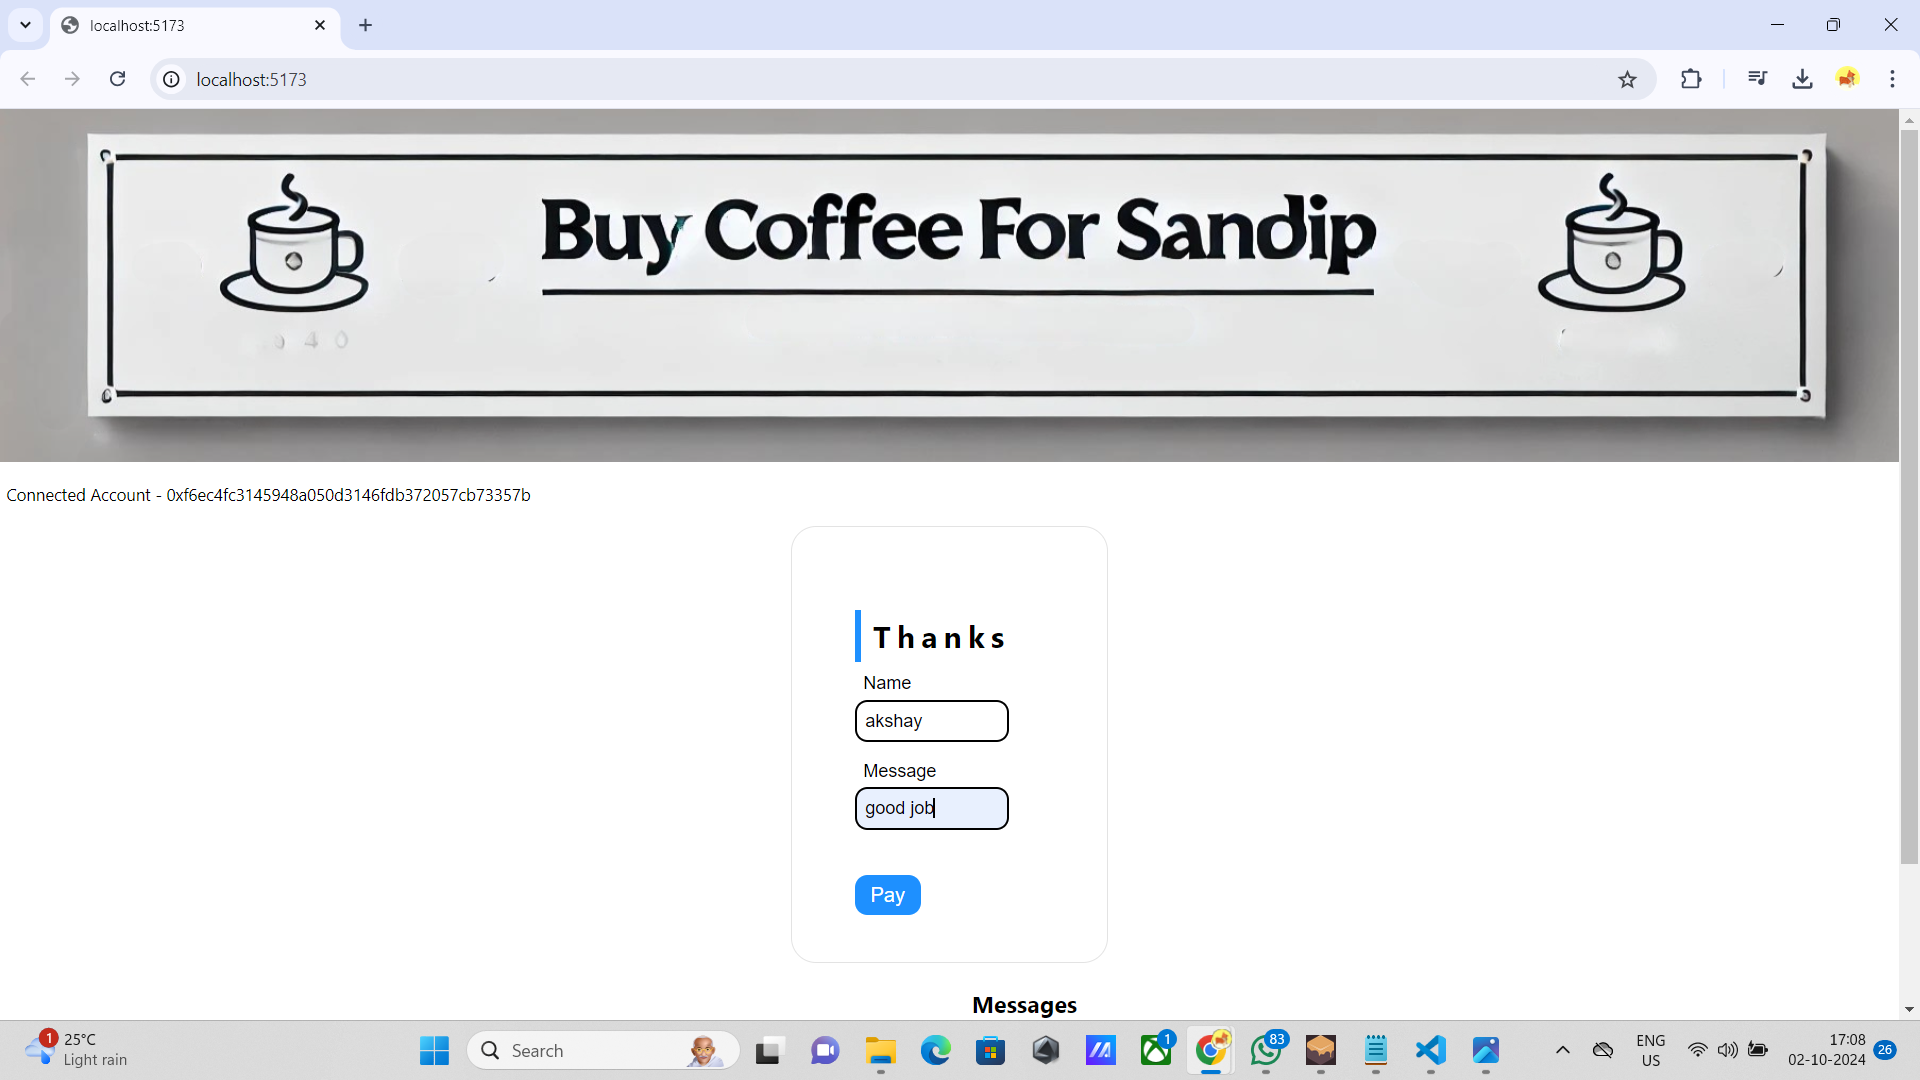 localhost:5173
localhost:5173
Buy Coffee For Sandip
Connected Account - 0xf6ec4fc3145948a050d3146fdb372057cb73357b
Thanks
Name
akshay
Message
good job
Pay
Messages
1
25°C
Light rain
Search
1
83
ENG
US
17:08
02-10-2024
26